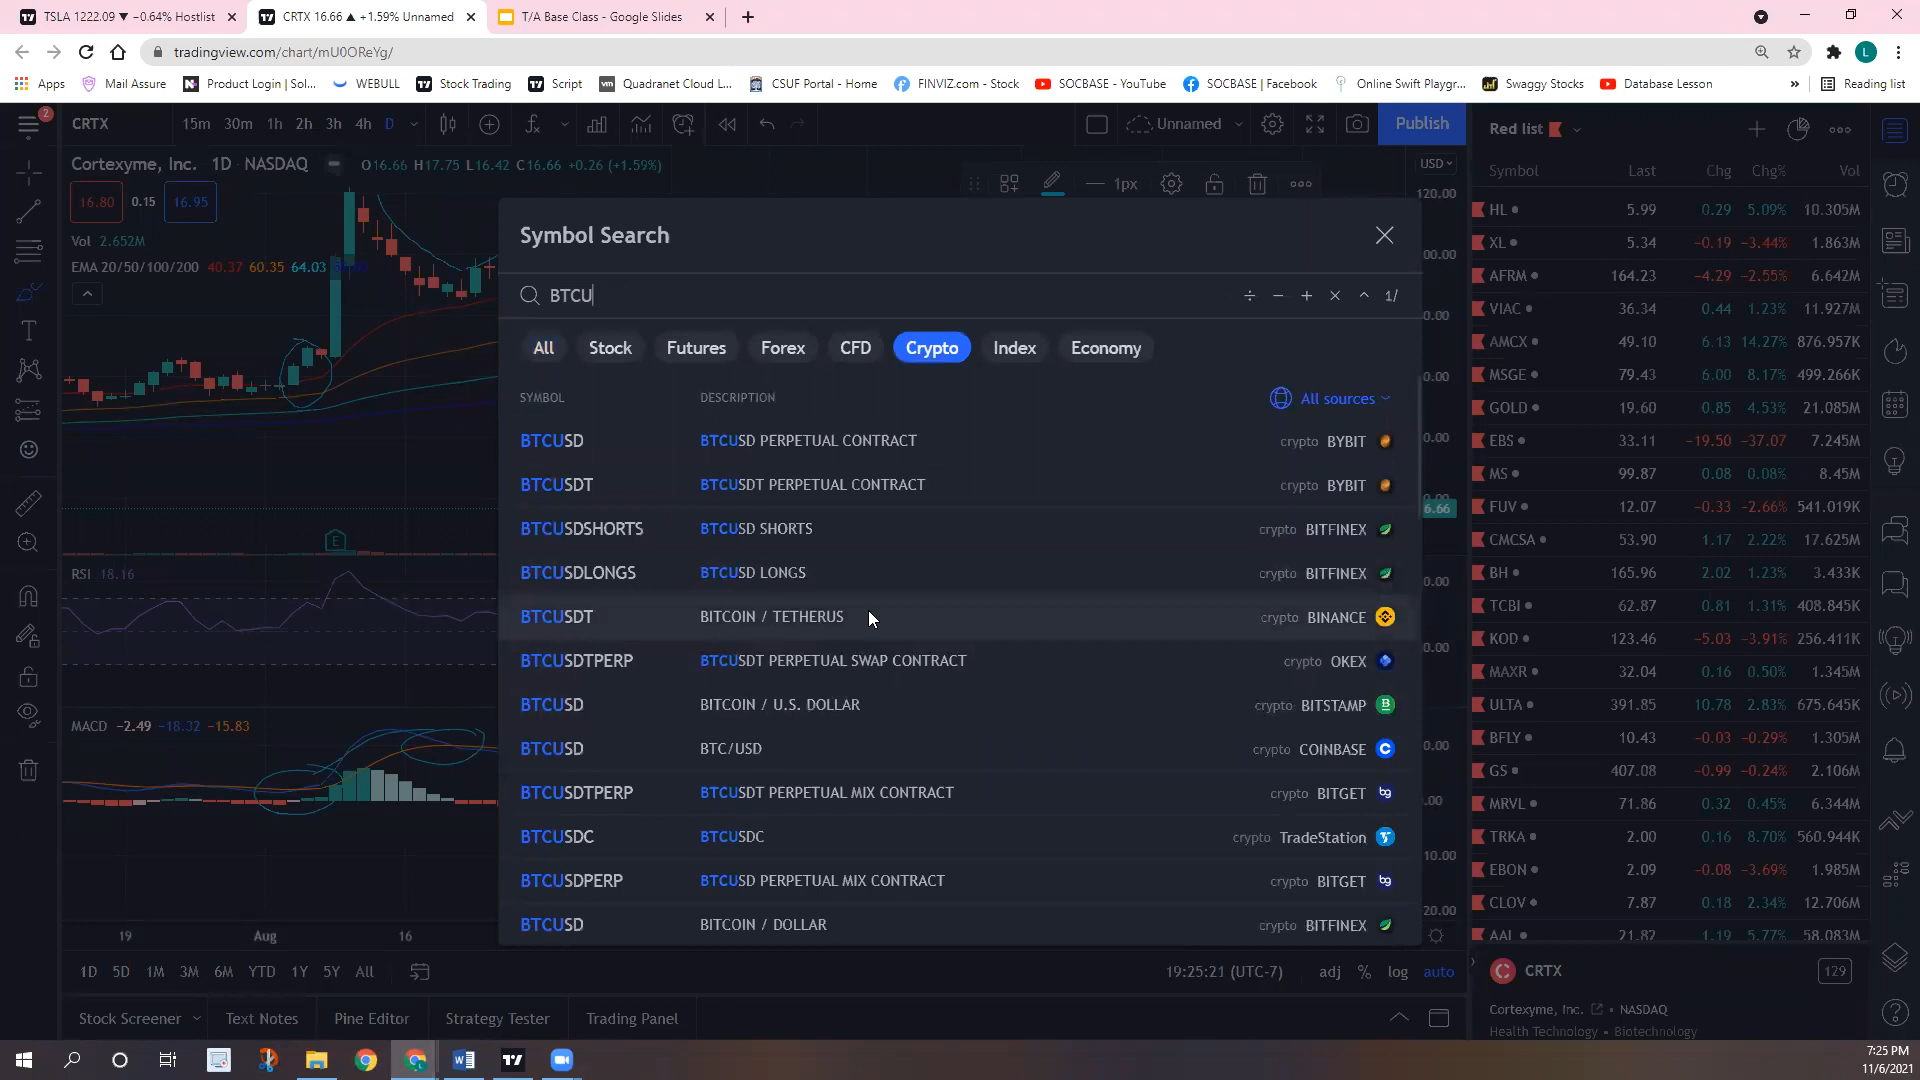 TSLA 1222.09 ▼ −0.64% Hostlist
CRTX 16.66 ▲ +1.59% Unnamed
T/A Base Class - Google Slides
tradingview.com/chart/mU0OReYg/
L
Apps
Mail Assure
Product Login | Sol...
WEBULL
Stock Trading
Script
Quadranet Cloud L...
CSUF Portal - Home
FINVIZ.com - Stock
SOCBASE - YouTube
SOCBASE | Facebook
Online Swift Playgr...
Swaggy Stocks
Database Lesson
»
Reading list
2
CRTX
15m 30m 1h 2h 3h 4h D
Unnamed
Publish
Red list
Cortexyme, Inc. 1D NASDAQ
O16.66 H17.75 L16.42 C16.66 +0.26 (+1.59%)
1px
USD
Symbol Last Chg Chg% Vol
16.80 0.15 16.95
Vol 2.652M
EMA 20/50/100/200 40.37 60.35 64.03
120.00
Symbol Search
BTCU
÷ − + × ^ 1/
All Stock Futures Forex CFD Crypto Index Economy
SYMBOL DESCRIPTION All sources
BTCUSD BTCUSD PERPETUAL CONTRACT crypto BYBIT
BTCUSDT BTCUSDT PERPETUAL CONTRACT crypto BYBIT
BTCUSDSHORTS BTCUSD SHORTS crypto BITFINEX
BTCUSDLONGS BTCUSD LONGS crypto BITFINEX
BTCUSDT BITCOIN / TETHERUS crypto BINANCE
BTCUSDTPERP BTCUSDT PERPETUAL SWAP CONTRACT crypto OKEX
BTCUSD BITCOIN / U.S. DOLLAR crypto BITSTAMP
BTCUSD BTC/USD crypto COINBASE
BTCUSDTPERP BTCUSDT PERPETUAL MIX CONTRACT crypto BITGET
BTCUSDC BTCUSDC crypto TradeStation
BTCUSDPERP BTCUSD PERPETUAL MIX CONTRACT crypto BITGET
BTCUSD BITCOIN / DOLLAR crypto BITFINEX
E
RSI 18.16
MACD −2.49 −18.32 −15.83
19 Aug 16
HL 5.99 0.29 5.09% 10.305M
XL 5.34 −0.19 −3.44% 1.863M
AFRM 164.23 −4.29 −2.55% 6.642M
VIAC 36.34 0.44 1.23% 11.927M
AMCX 49.10 6.13 14.27% 876.957K
MSGE 79.43 6.00 8.17% 499.266K
GOLD 19.60 0.85 4.53% 21.085M
EBS 33.11 −19.50 −37.07 7.245M
MS 99.87 0.08 0.08% 8.45M
FUV 12.07 −0.33 −2.66% 541.019K
CMCSA 53.90 1.17 2.22% 17.625M
BH 165.96 2.02 1.23% 3.433K
TCBI 62.87 0.81 1.31% 408.845K
KOD 123.46 −5.03 −3.91% 256.411K
MAXR 32.04 0.16 0.50% 1.345M
ULTA 391.85 10.78 2.83% 675.645K
BFLY 10.43 −0.03 −0.29% 1.305M
GS 407.08 −0.99 −0.24% 2.106M
MRVL 71.86 0.32 0.45% 6.344M
TRKA 2.00 0.16 8.70% 560.944K
EBON 2.09 −0.08 −3.69% 1.985M
CLOV 7.87 0.18 2.34% 12.706M
AAL 21.82 1.19 5.77% 58.083M
1D 5D 1M 3M 6M YTD 1Y 5Y All
19:25:21 (UTC-7) adj % log auto
CRTX 129
Cortexyme, Inc. NASDAQ
Health Technology • Biotechnology
Stock Screener Text Notes Pine Editor Strategy Tester Trading Panel
7:25 PM
11/6/2021